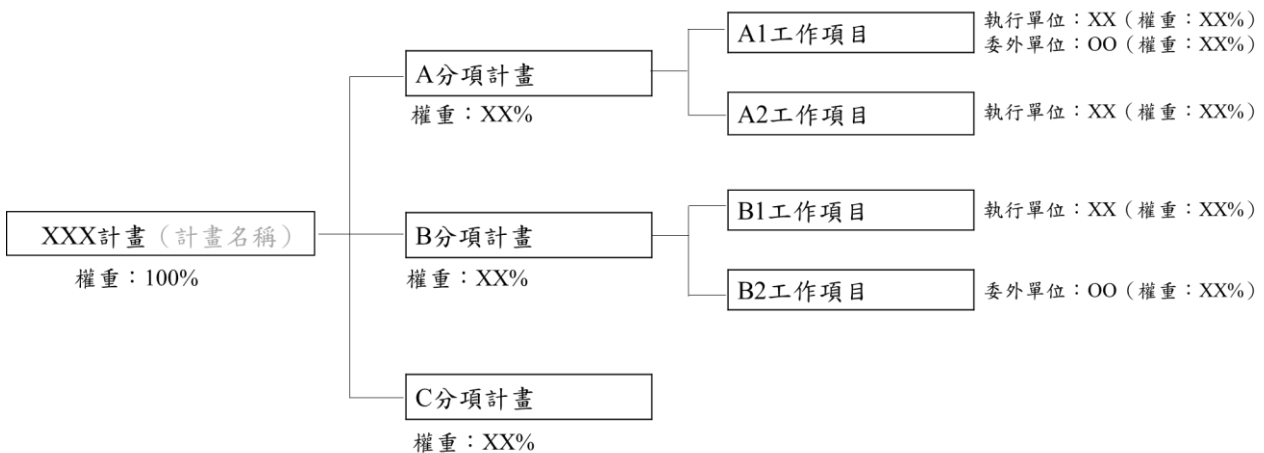 A1工作項目
執行單位：XX（權重：XX%）
委外單位：OO（權重：XX%）
A分項計畫
權重：XX%
A2工作項目
執行單位：XX（權重：XX%）
XXX計畫（計畫名稱）
權重：100%
B分項計畫
權重：XX%
B1工作項目
執行單位：XX（權重：XX%）
B2工作項目
委外單位：OO（權重：XX%）
C分項計畫
權重：XX%